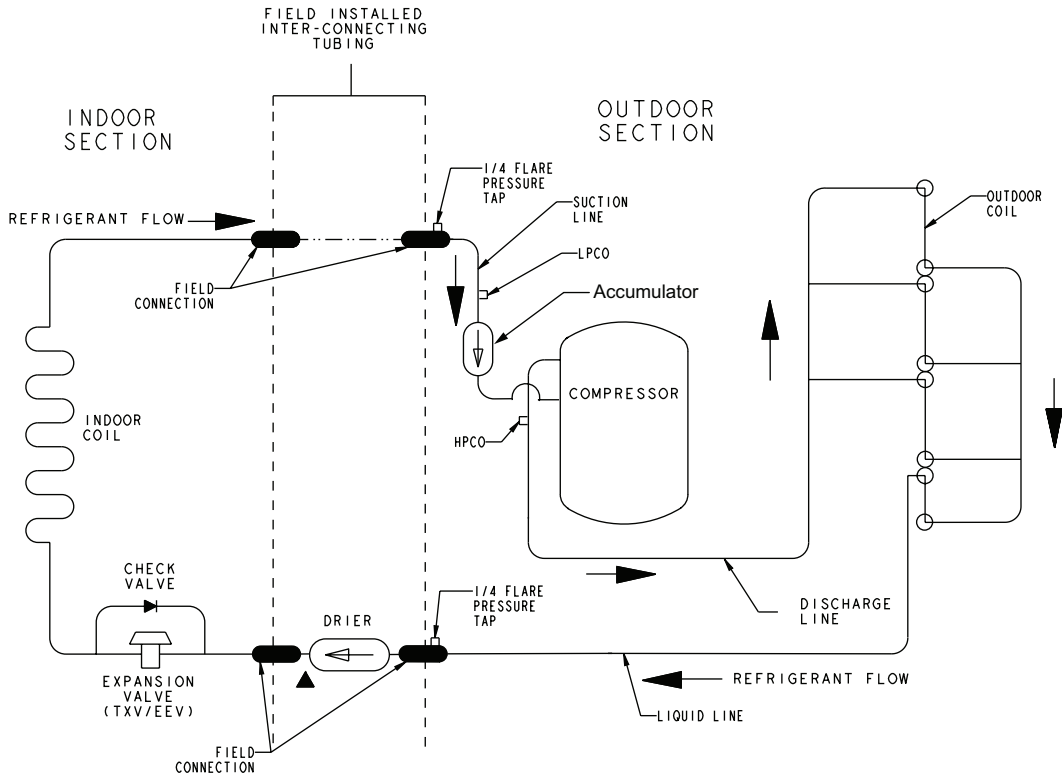 FIELD INSTALLED
INTER-CONNECTING
TUBING
INDOOR
SECTION
OUTDOOR
SECTION
1/4 FLARE
PRESSURE
TAP
SUCTION
LINE
OUTDOOR
COIL
REFRIGERANT FLOW
LPCO
FIELD
CONNECTION
Accumulator
COMPRESSOR
INDOOR
COIL
HPCO
CHECK
VALVE
1/4 FLARE
PRESSURE
TAP
DRIER
DISCHARGE
LINE
EXPANSION
VALVE
(TXV/EEV)
REFRIGERANT FLOW
LIQUID LINE
FIELD
CONNECTION